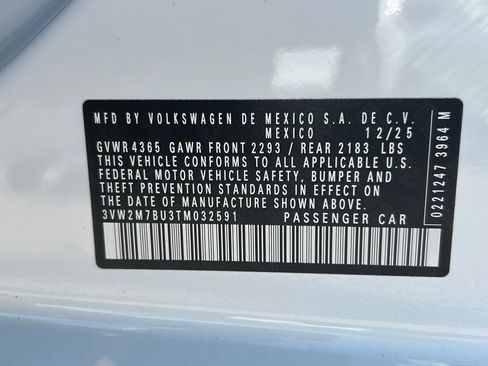 MFD BY VOLKSWAGEN DE MEXICO S.A. DE C.V.
MEXICO 12/25
GVWR 4365 GAWR FRONT 2293 / REAR 2183 LBS
THIS VEHICLE CONFORMS TO ALL APPLICABLE U.S.
FEDERAL MOTOR VEHICLE SAFETY, BUMPER AND
THEFT PREVENTION STANDARDS IN EFFECT ON THE
DATE OF MANUFACTURE SHOWN ABOVE.
3VW2M7BU3TM032591 PASSENGER CAR
0221247 3964 M